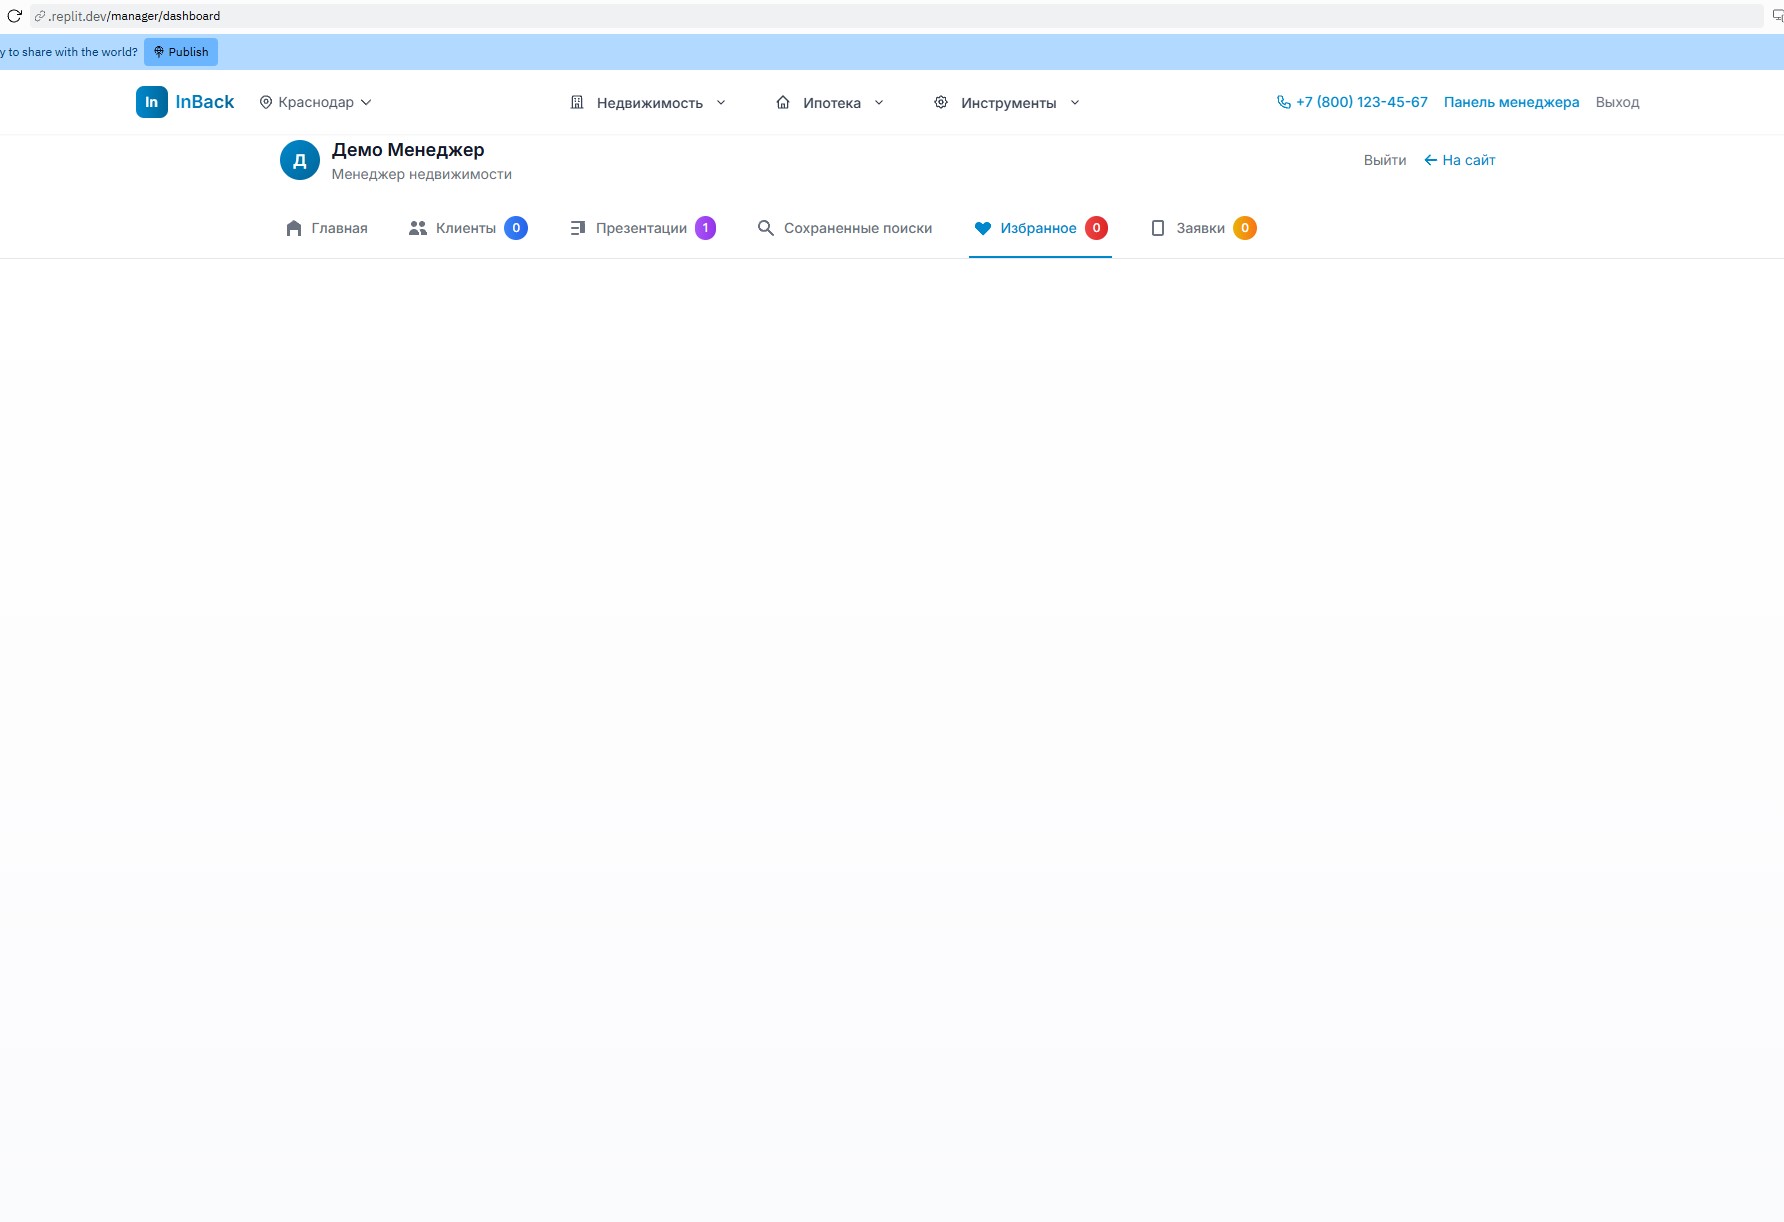 .replit.dev/manager/dashboard
y to share with the world? Publish
In InBack Краснодар Недвижимость Ипотека Инструменты +7 (800) 123-45-67 Панель менеджера Выход
Д Демо Менеджер
Менеджер недвижимости
Выйти На сайт
Главная Клиенты 0 Презентации 1 Сохраненные поиски Избранное 0 Заявки 0